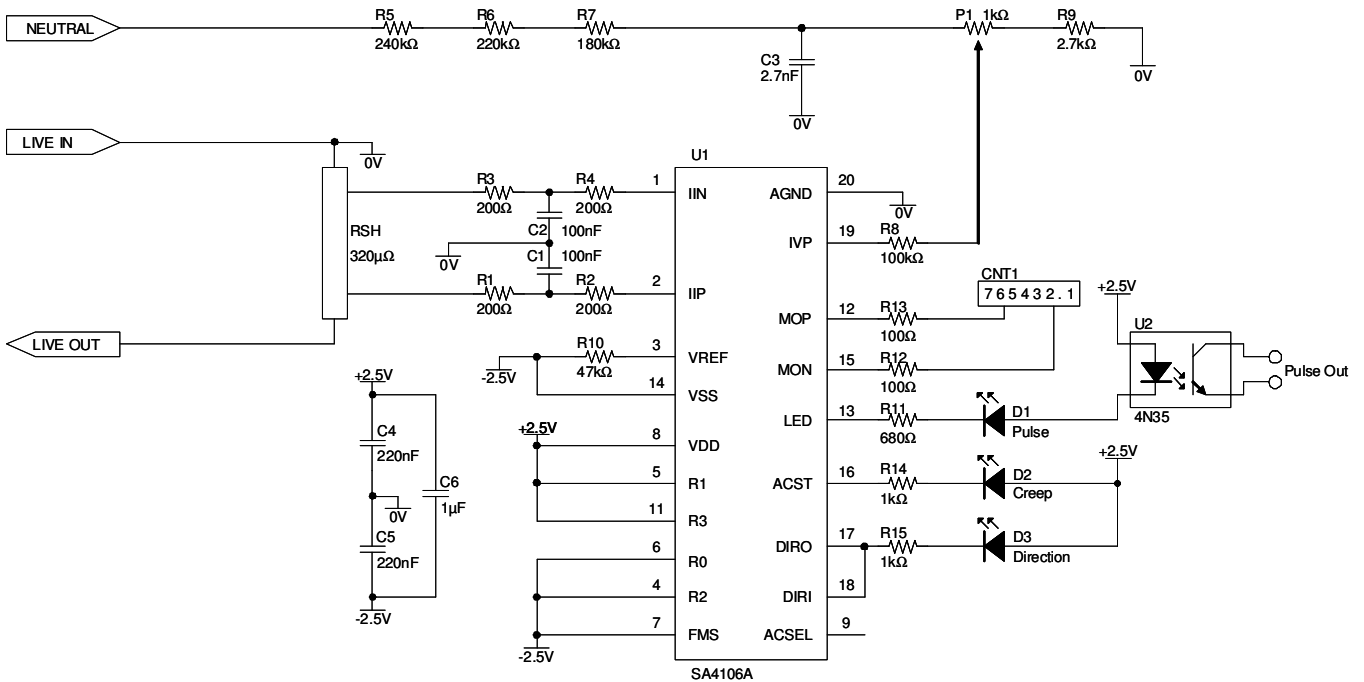 R5
R6
R7
P1 1kΩ
R9
NEUTRAL
240kΩ
220kΩ
180kΩ
2.7kΩ
C3
2.7nF
0V
0V
LIVE IN
0V
U1
R3
R4
1
IIN
AGND
20
200Ω
200Ω
0V
C2
100nF
RSH
320µΩ
0V
C1
100nF
IVP
19
R8
100kΩ
R1
R2
2
IIP
200Ω
200Ω
CNT1
765432.1
+2.5V
MOP
12
R13
100Ω
U2
LIVE OUT
R10
3
VREF
-2.5V
47kΩ
MON
15
R12
100Ω
Pulse Out
4N35
+2.5V
14
VSS
LED
13
R11
D1
680Ω
Pulse
C4
220nF
+2.5V
8
VDD
+2.5V
5
R1
ACST
16
R14
D2
1kΩ
Creep
C6
1µF
0V
11
R3
C5
220nF
6
R0
DIRO
17
R15
D3
1kΩ
Direction
4
R2
DIRI
18
-2.5V
7
FMS
ACSEL
9
-2.5V
SA4106A